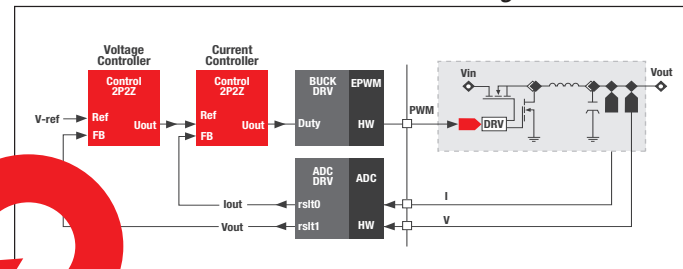 Voltage
Controller
Current
Controller
Control
2P2Z
Control
2P2Z
BUCK
DRV
EPWM
Vin
Vout
V-ref
Ref
FB
Uout
Ref
FB
Uout
Duty
HW
PWM
DRV
ADC
DRV
ADC
Iout
rslt0
I
Vout
rslt1
HW
V